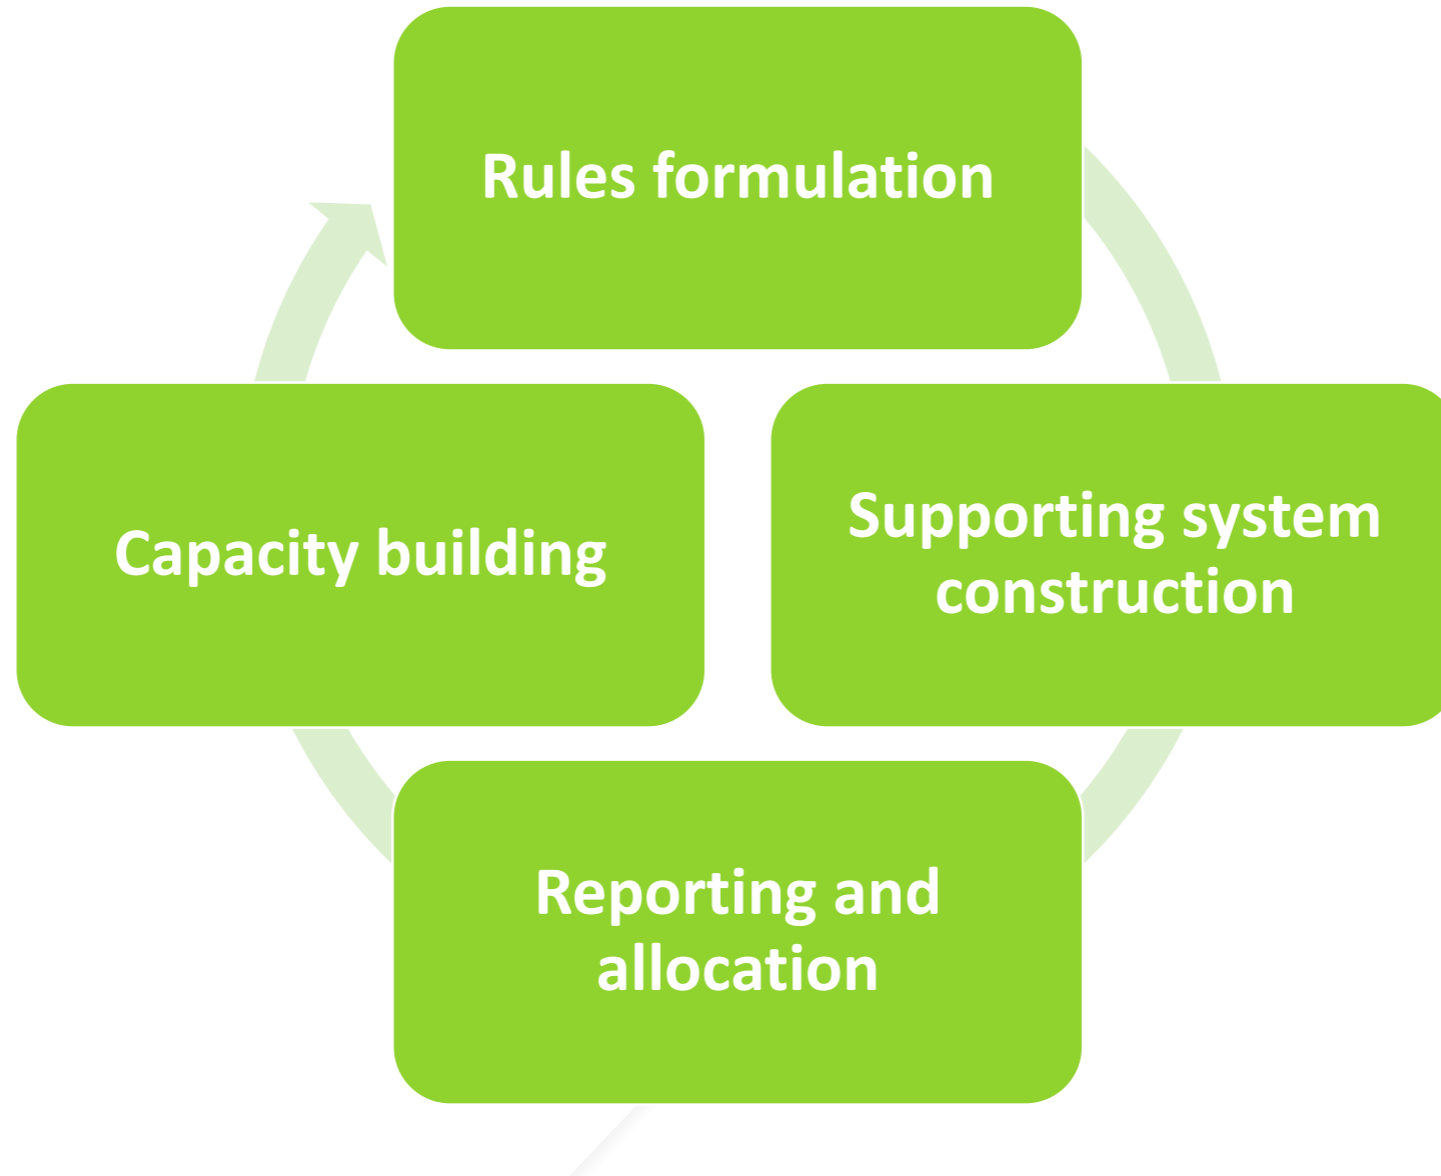 Rules formulation
Capacity building
Supporting system
construction
Reporting and
allocation